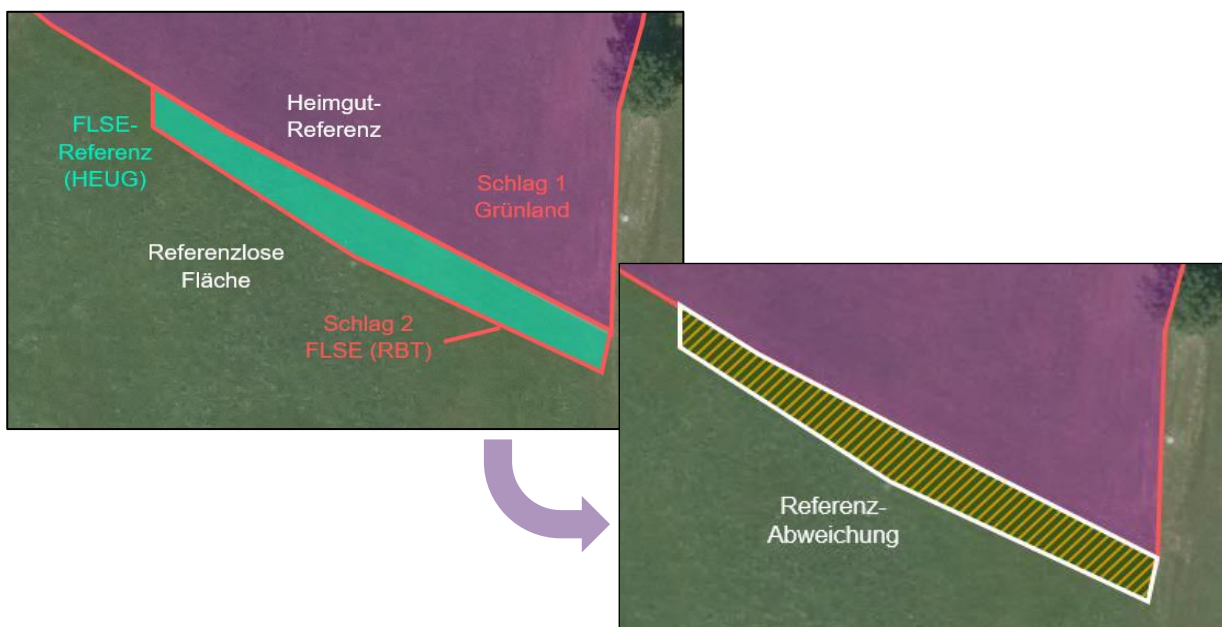 Heimgut-
Referenz
FLSE-
Referenz
(HEUG)
Schlag 1
Grünland
Referenzlose
Fläche
Schlag 2
FLSE (RBT)
Referenz-
Abweichung